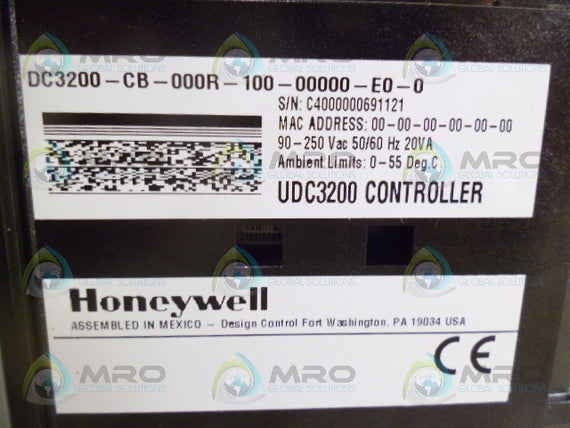 DC3200-CB-000R-100-00000-E0-0
S/N: C4000000691121
MAC ADDRESS: 00-00-00-00-00-00
90-250 Vac 50/60 Hz 20VA
Ambient Limits: 0-55 Deg.C
UDC3200 CONTROLLER
Honeywell
ASSEMBLED IN MEXICO - Design Control Fort Washington, PA 19034 USA
CE
MRO
GLOBAL SOLUTIONS